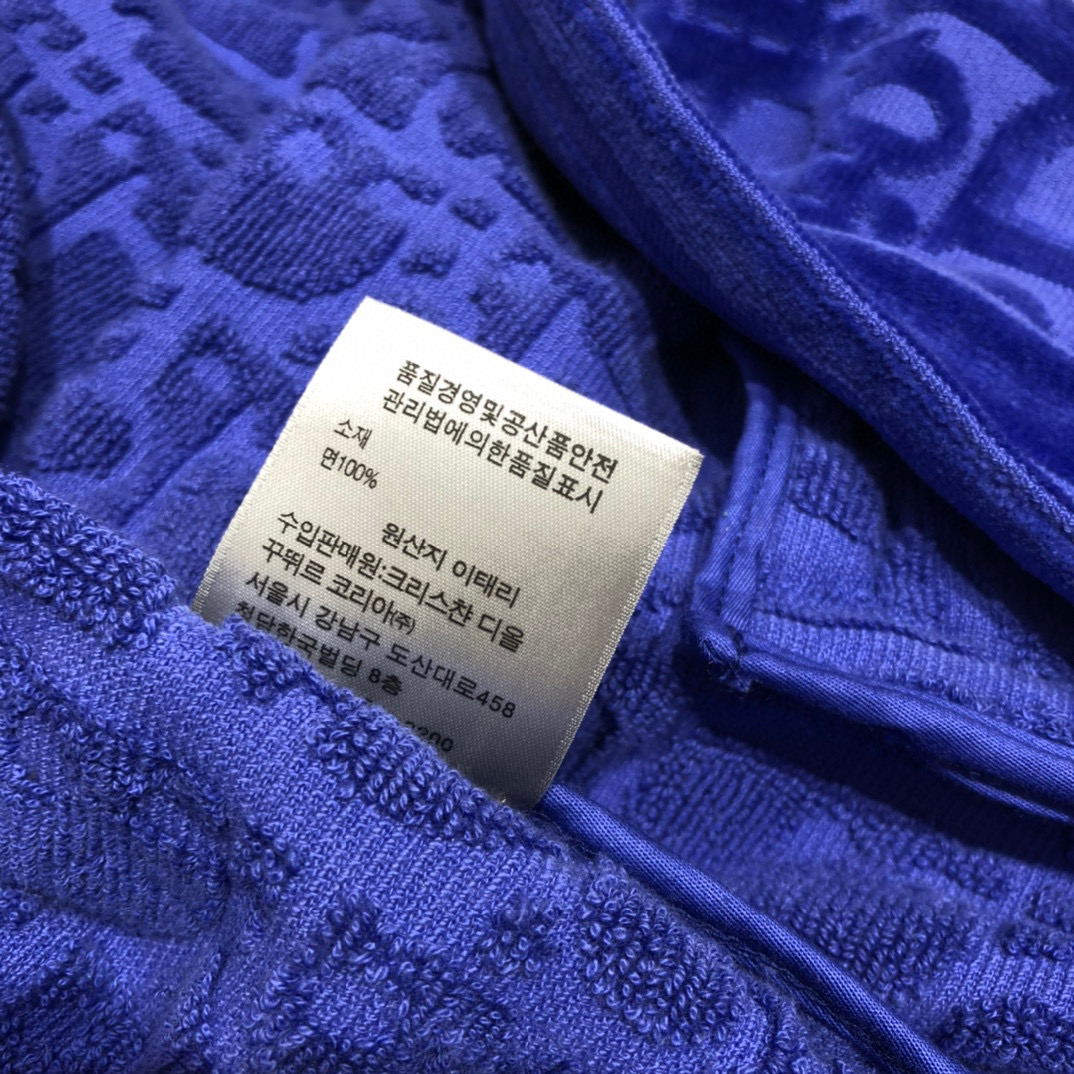 품질경영및공산품안전
관리법에의한품질표시
소재
면100%
원산지 이태리
수입판매원:크리스챤 디올
꾸뛰르 코리아(주)
서울시 강남구 도산대로458
청담한국빌딩 8층